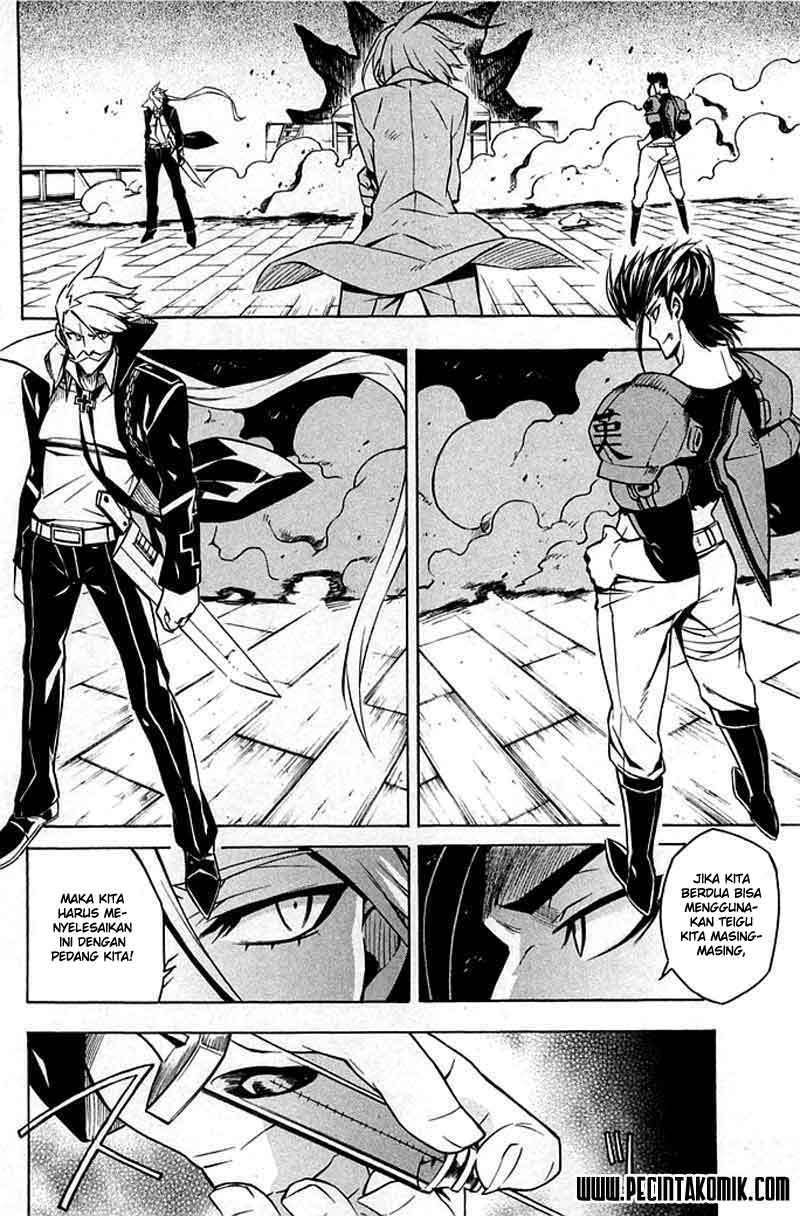 漢
JIKA KITA
BERDUA BISA
MENGGUNA-
KAN TEIGU
KITA MASING-
MASING,
MAKA KITA
HARUS ME-
NYELESAIKAN
INI DENGAN
PEDANG KITA!
WWW.PECINTAKOMIK.COM